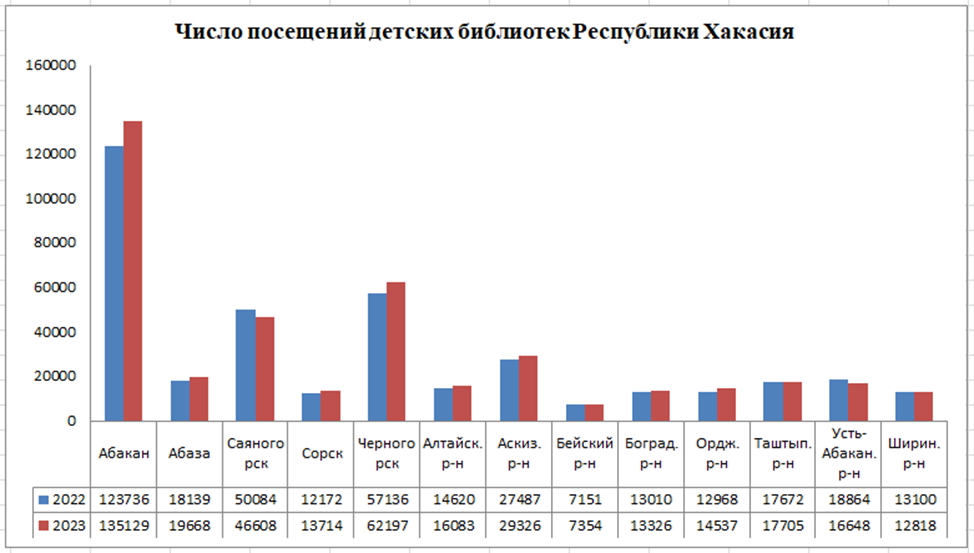 Число посещений детских библиотек Республики Хакасия
160000
140000
120000
100000
80000
60000
40000
20000
0
Абакан Абаза Саяного рск Сорск Черного рск Алтайск. р-н Аскиз. р-н Бейский р-н Боград. р-н Ордж. р-н Таштып. р-н Усть- Абакан. р-н Ширин. р-н
2022 123736 18139 50084 12172 57136 14620 27487 7151 13010 12968 17672 18864 13100
2023 135129 19668 46608 13714 62197 16083 29326 7354 13326 14537 17705 16648 12818